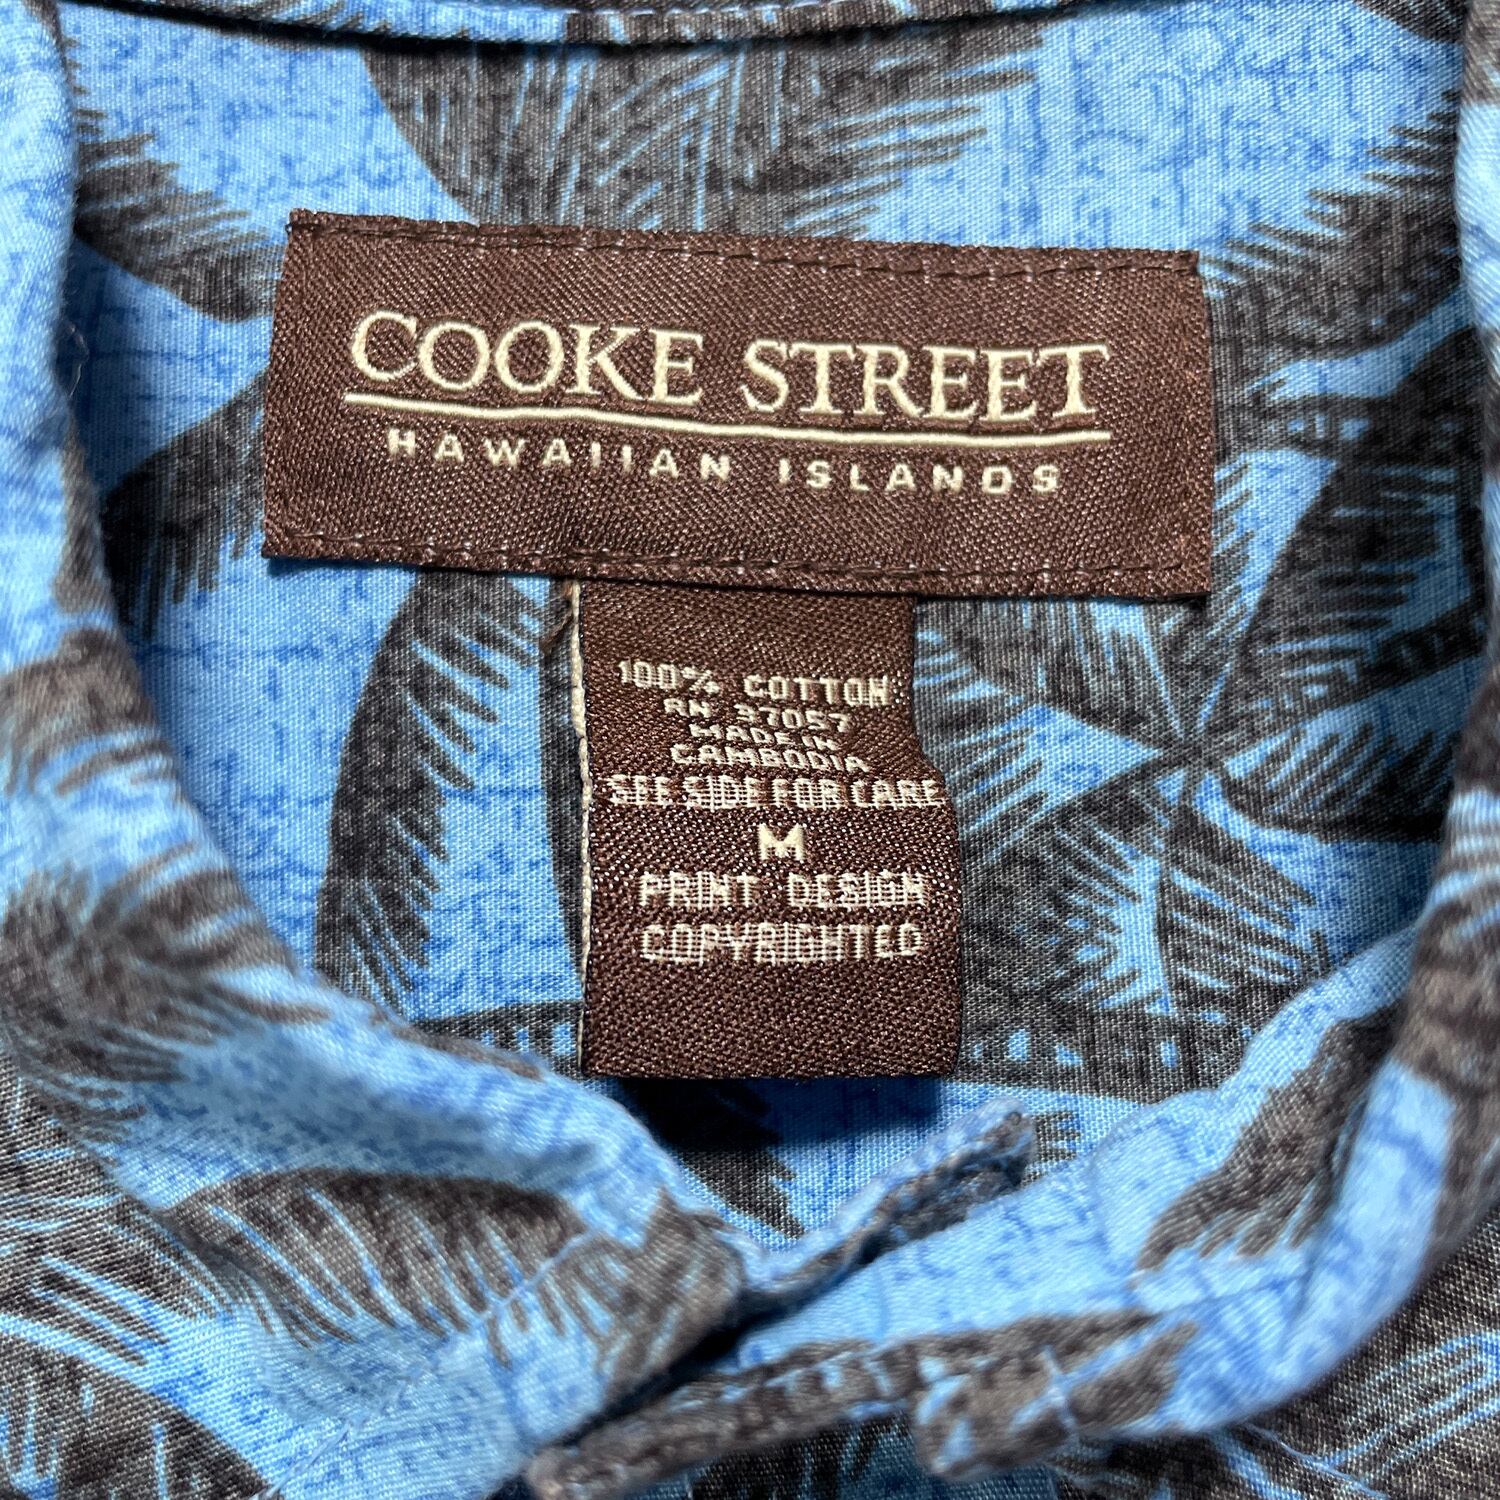 COOKE STREET
HAWAIIAN ISLANDS
100% COTTON
RN 37057
MADE IN
CAMBODIA
SEE SIDE FOR CARE
M
PRINT DESIGN
COPYRIGHTED